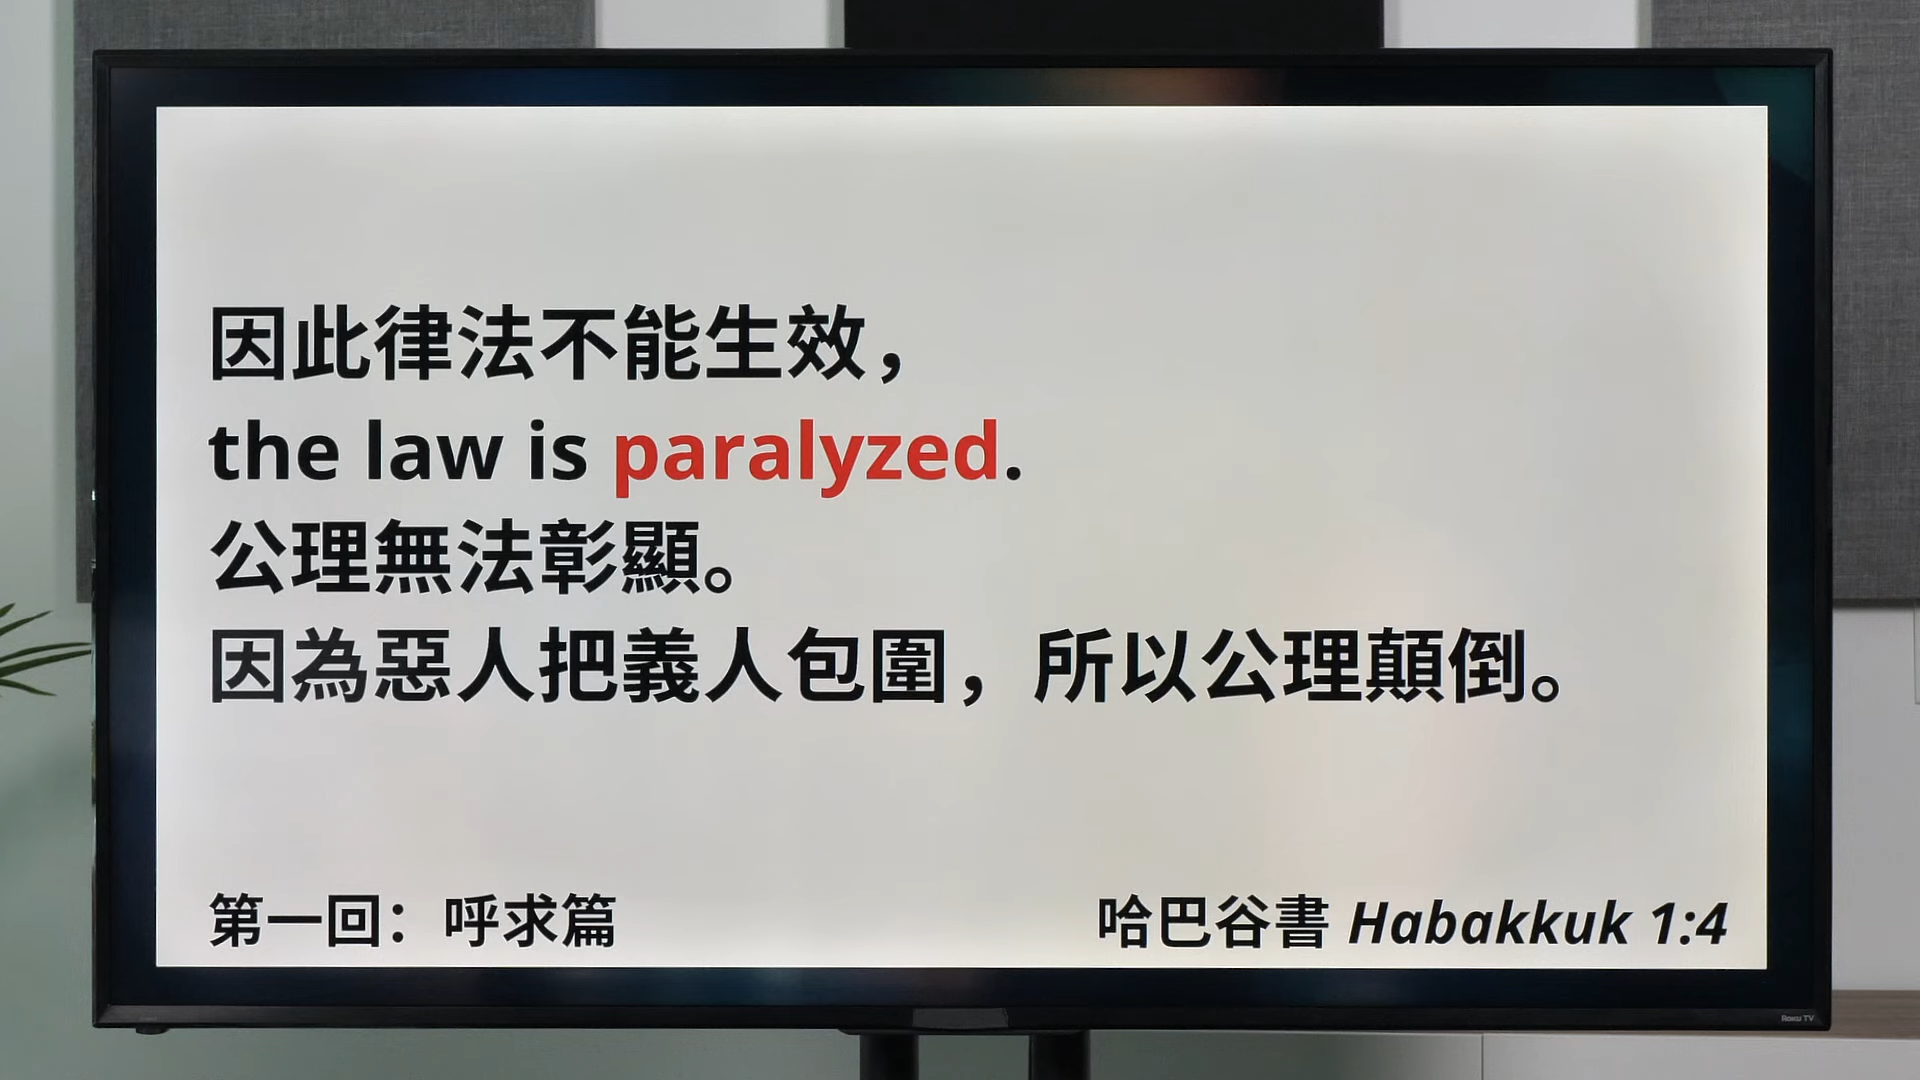 因此律法不能生效，
the law is paralyzed.
公理無法彰顯。
因為惡人把義人包圍，所以公理顛倒。
第一回：呼求篇
哈巴谷書 Habakkuk 1:4
Roku TV